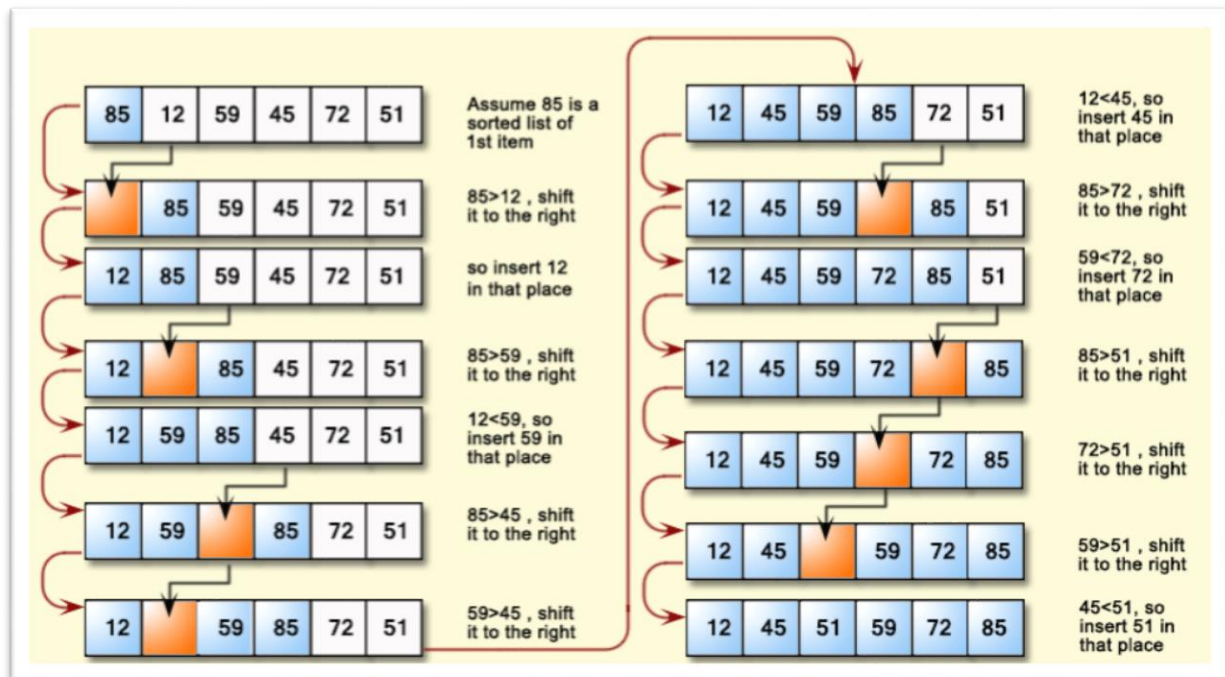 85 12 59 45 72 51
Assume 85 is a
sorted list of
1st item
85 59 45 72 51
85>12 , shift
it to the right
12 85 59 45 72 51
so insert 12
in that place
12 85 45 72 51
85>59 , shift
it to the right
12 59 85 45 72 51
12<59, so
insert 59 in
that place
12 59 85 72 51
85>45 , shift
it to the right
12 59 85 72 51
59>45 , shift
it to the right
12 45 59 85 72 51
12<45, so
insert 45 in
that place
12 45 59 85 51
85>72 , shift
it to the right
12 45 59 72 85 51
59<72, so
insert 72 in
that place
12 45 59 72 85
85>51 , shift
it to the right
12 45 59 72 85
72>51 , shift
it to the right
12 45 59 72 85
59>51 , shift
it to the right
12 45 51 59 72 85
45<51, so
insert 51 in
that place